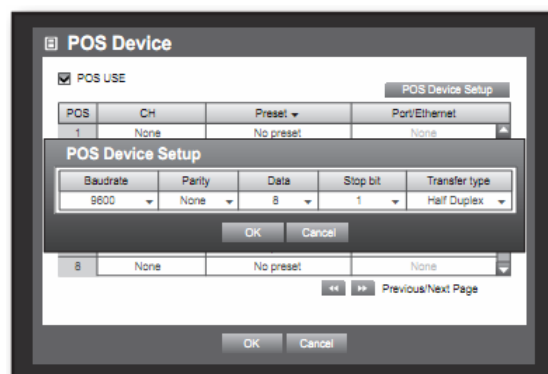 POS Device
POS USE
POS Device Setup
POS CH Preset Port/Ethernet
1 None No preset None
POS Device Setup
Baudrate Parity Data Stop bit Transfer type
9600 None 8 1 Half Duplex
OK Cancel
8 None No preset None
Previous/Next Page
OK Cancel